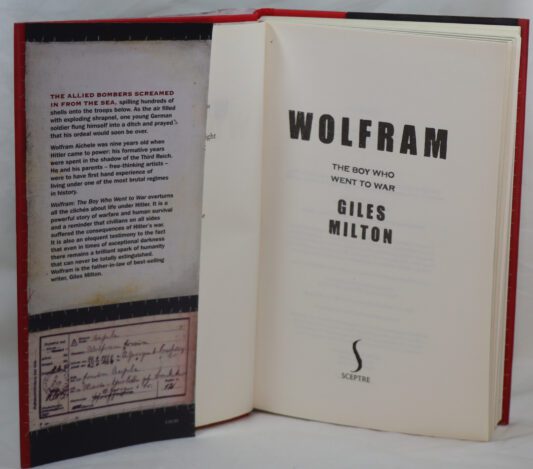 THE ALLIED BOMBERS SCREAMED
IN FROM THE SEA, spilling hundreds of
shells onto the troops below. As the air filled
with exploding shrapnel, one young German
soldier flung himself into a ditch and prayed
that his ordeal would soon be over.
Wolfram Aichele was nine years old when
Hitler came to power: his formative years
were spent in the shadow of the Third Reich.
He and his parents – free-thinking artists –
were to have first hand experience of
living under one of the most brutal regimes
in history.
Wolfram: The Boy Who Went to War overturns
all the clichés about life under Hitler. It is a
powerful story of warfare and human survival
and a reminder that civilians on all sides
suffered the consequences of Hitler's war.
It is also an eloquent testimony to the fact
that even in times of exceptional darkness
there remains a brilliant spark of humanity
that can never be totally extinguished.
Wolfram is the father-in-law of best-selling
writer, Giles Milton.
WOLFRAM
THE BOY WHO
WENT TO WAR
GILES
MILTON
SCEPTRE